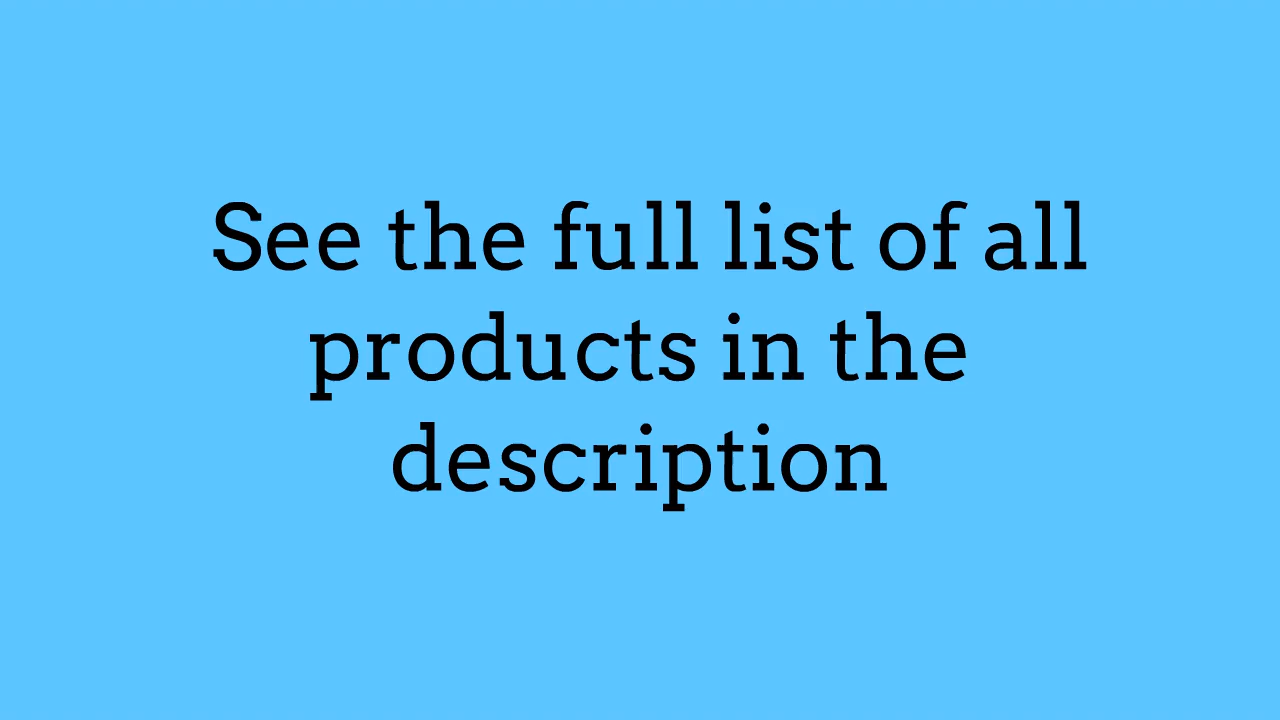 See the full list of all
products in the
description